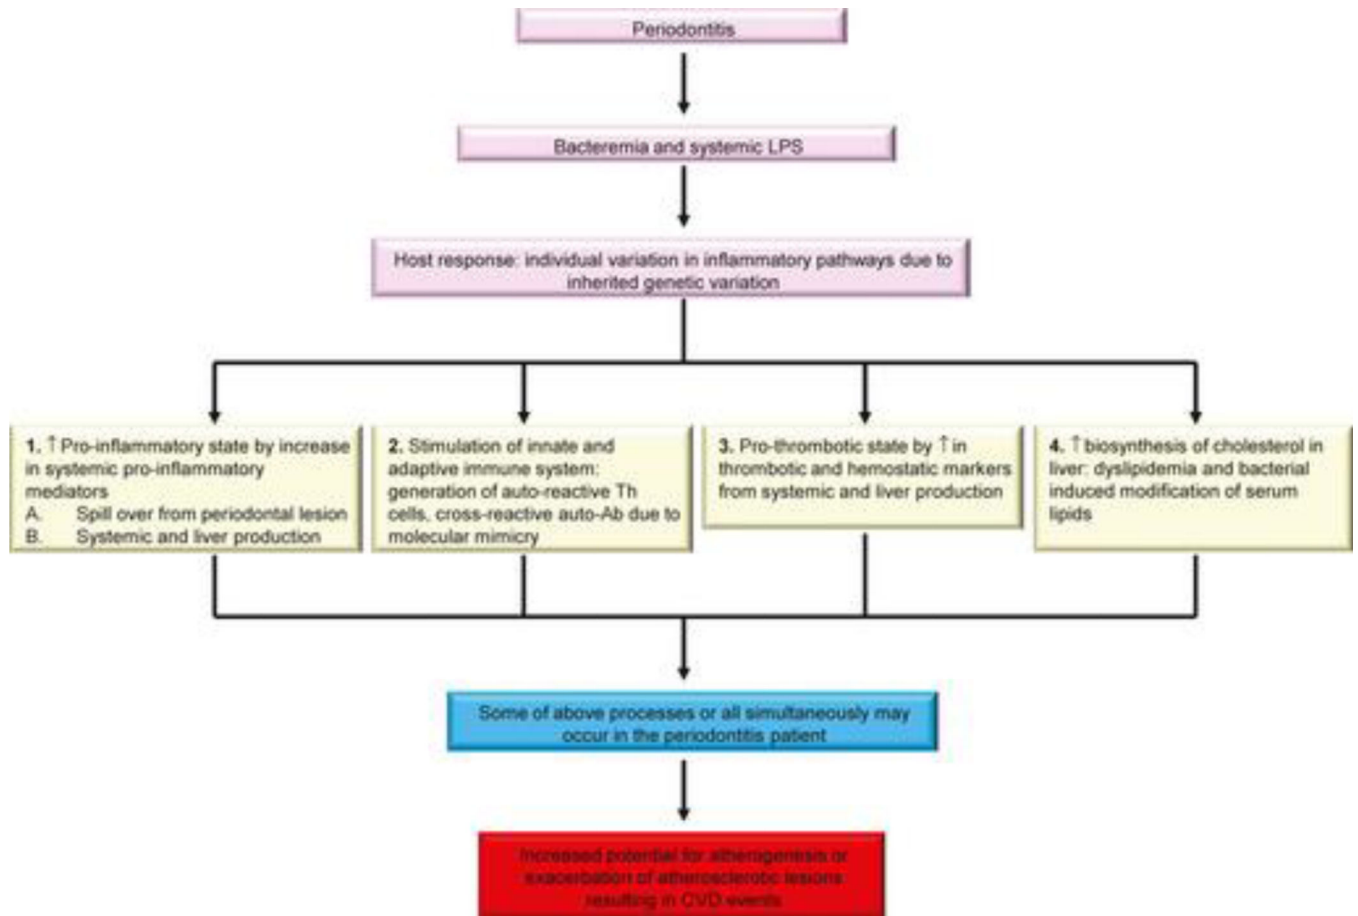 Periodontitis
Bacteremia and systemic LPS
Host response: individual variation in inflammatory pathways due to
inherited genetic variation
1. ↑ Pro-inflammatory state by increase
in systemic pro-inflammatory
mediators
A. Spill over from periodontal lesion
B. Systemic and liver production
2. Stimulation of innate and
adaptive immune system:
generation of auto-reactive Th
cells, cross-reactive auto-Ab due to
molecular mimicry
3. Pro-thrombotic state by ↑ in
thrombotic and hemostatic markers
from systemic and liver production
4. ↑ biosynthesis of cholesterol in
liver: dyslipidemia and bacterial
induced modification of serum
lipids
Some of above processes or all simultaneously may
occur in the periodontitis patient
Increased potential for atherogenesis or
exacerbation of atherosclerotic lesions
resulting in CVD events